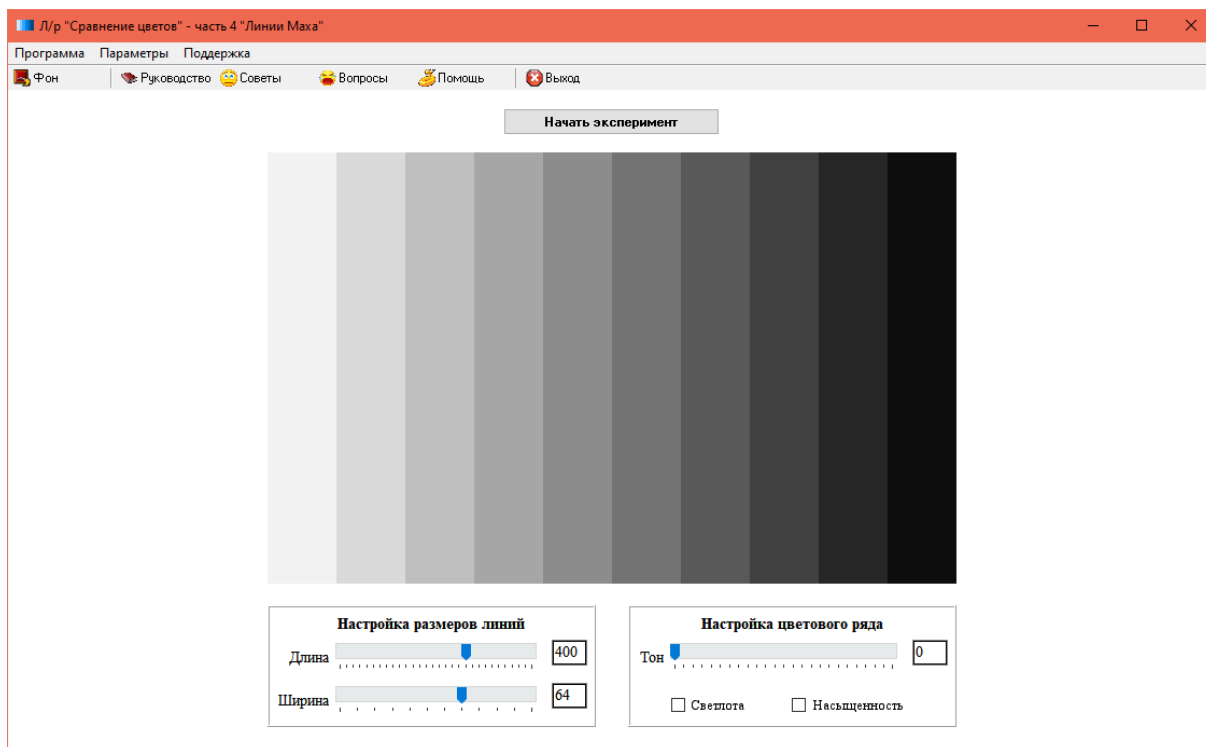 Л/р "Сравнение цветов" - часть 4 "Линии Маха"
Программа Параметры Поддержка
Фон Руководство Советы Вопросы Помощь Выход
Начать эксперимент
Настройка размеров линий
Длина 400
Ширина 64
Настройка цветового ряда
Тон 0
Светлота Насыщенность